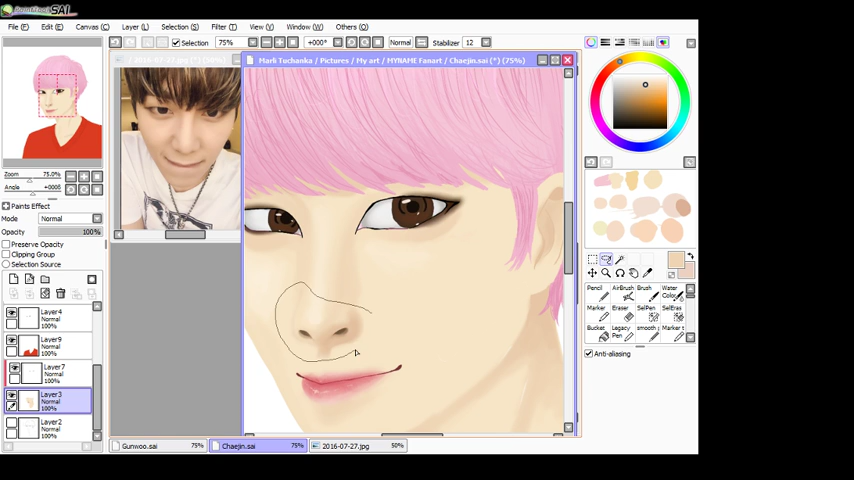 PaintTool SAI
File (F) Edit (E) Canvas (C) Layer (L) Selection (S) Filter (T) View (V) Window (W) Others (O)
Selection 75% +000° Normal Stabilizer 12
Marli Tachanka / Pictures / My art / MYNAME Fanart / Chaejin.sai (*) (75%)
Zoom 75.0%
Angle
Paints Effect
Mode Normal
Opacity 100%
Preserve Opacity
Clipping Group
Selection Source
Layer4
Normal
100%
Layer9
Normal
100%
Layer7
Normal
100%
Layer3
Normal
100%
Layer2
Normal
100%
Pencil AirBrush Brush Water
Marker Eraser SelPen SelEras
Bucket Legacy Pen smooth Marker
Anti-aliasing
Gunwoo.sai 75% Chaejin.sai 75% 2016-07-27.jpg 50%